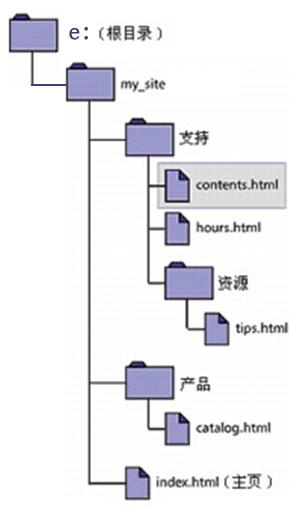 e:（根目录）
my_site
支持
contents.html
hours.html
资源
tips.html
产品
catalog.html
index.html（主页）